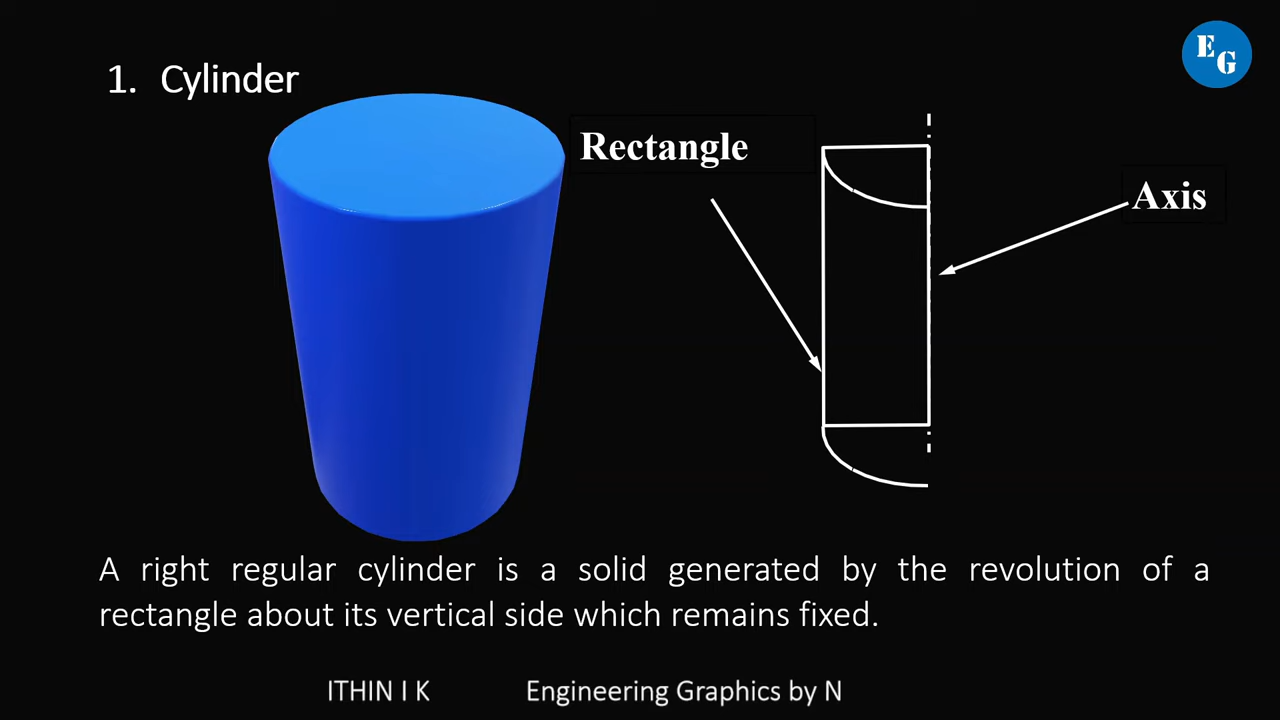 E
G
1. Cylinder
Rectangle
Axis
A right regular cylinder is a solid generated by the revolution of a
rectangle about its vertical side which remains fixed.
ITHIN I K Engineering Graphics by N